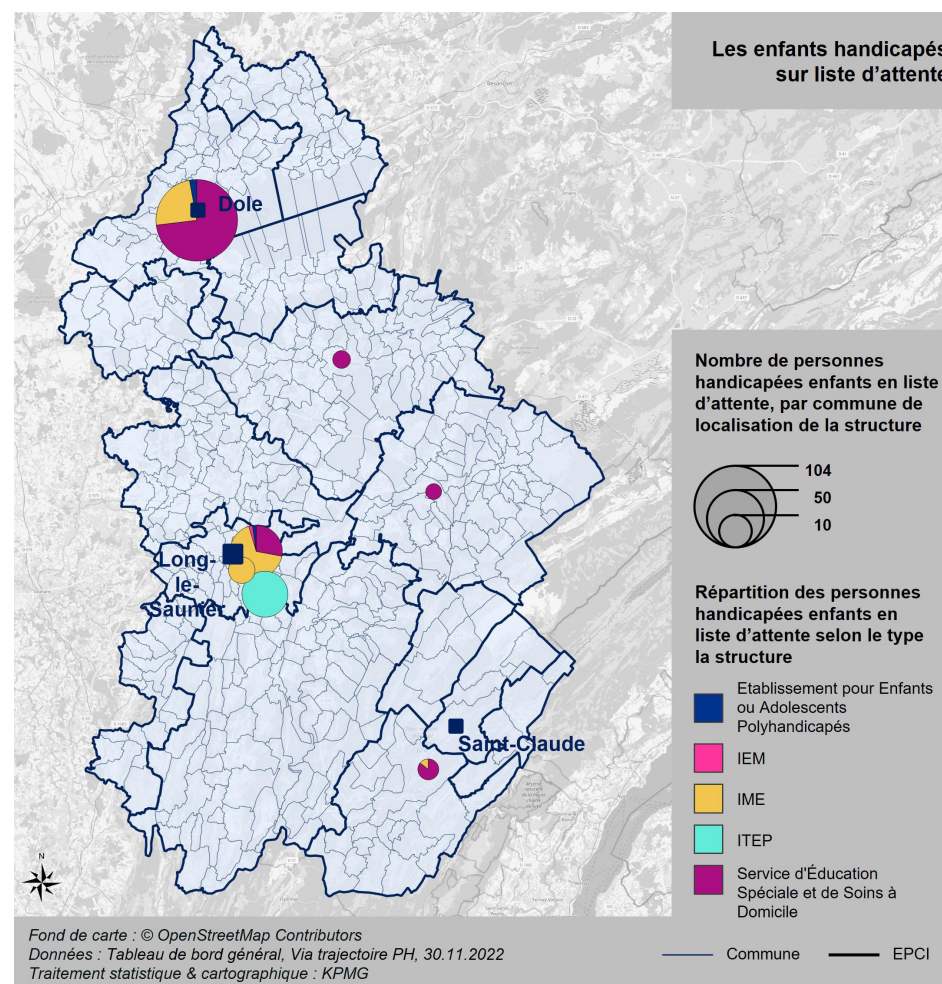 Les enfants handicapés
sur liste d'attente
Dole
Long-
le-
Saunier
Saint-Claude
Nombre de personnes
handicapées enfants en liste
d'attente, par commune de
localisation de la structure
104
50
10
Répartition des personnes
handicapées enfants en
liste d'attente selon le type
la structure
Etablissement pour Enfants
ou Adolescents
Polyhandicapés
IEM
IME
ITEP
Service d'Éducation
Spéciale et de Soins à
Domicile
N
Fond de carte : © OpenStreetMap Contributors
Données : Tableau de bord général, Via trajectoire PH, 30.11.2022
Traitement statistique & cartographique : KPMG
Commune
EPCI